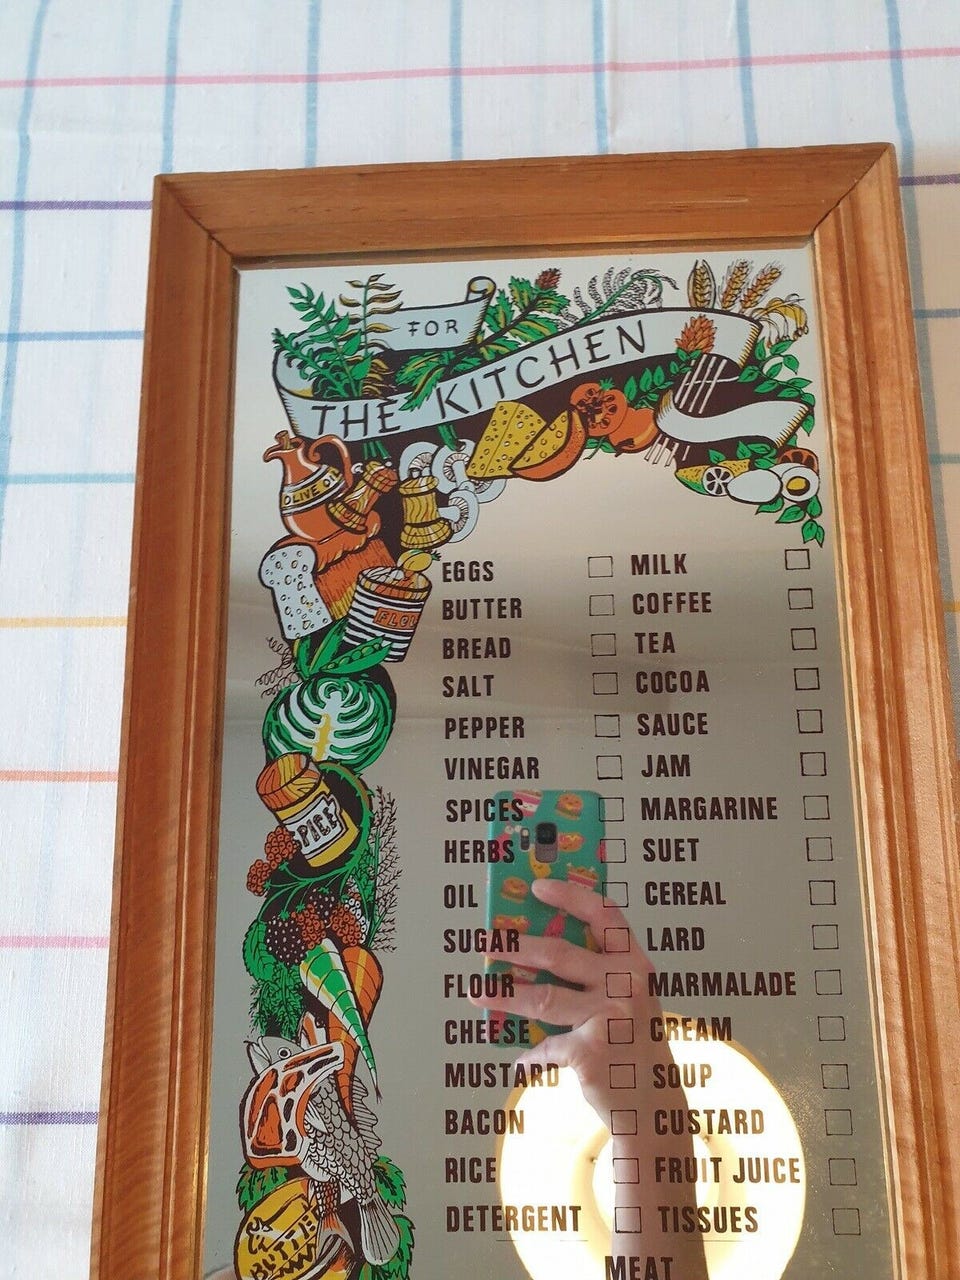 FOR
THE KITCHEN
OLIVE OIL
FLOU
SPICE
BUTTE
EGGS ☐ MILK ☐
BUTTER ☐ COFFEE ☐
BREAD ☐ TEA ☐
SALT ☐ COCOA ☐
PEPPER ☐ SAUCE ☐
VINEGAR ☐ JAM ☐
SPICES ☐ MARGARINE ☐
HERBS ☐ SUET ☐
OIL ☐ CEREAL ☐
SUGAR ☐ LARD ☐
FLOUR ☐ MARMALADE ☐
CHEESE ☐ CREAM ☐
MUSTARD ☐ SOUP ☐
BACON ☐ CUSTARD ☐
RICE ☐ FRUIT JUICE ☐
DETERGENT ☐ TISSUES ☐
MEAT